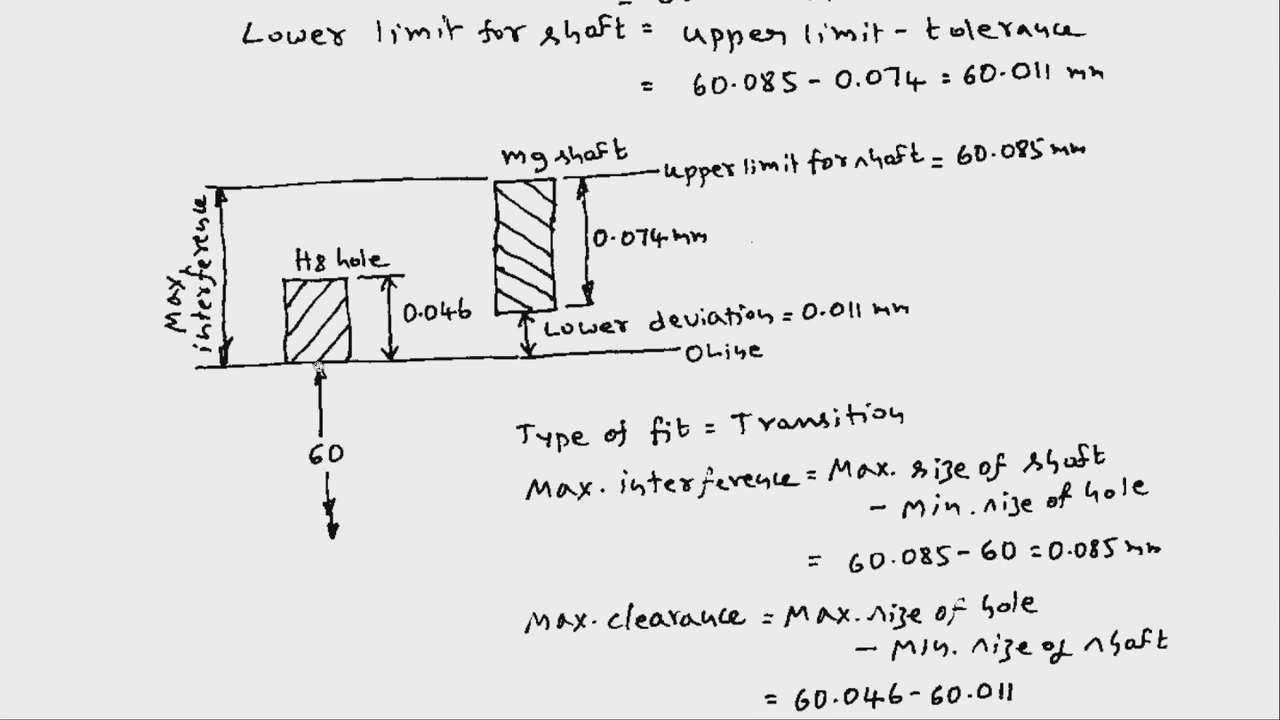 Lower limit for shaft = upper limit - tolerance
= 60.085 - 0.074 = 60.011 mm
m9 shaft
upper limit for shaft = 60.085 mm
Max interference
0.074 mm
H8 hole
0.046
Lower deviation = 0.011 mm
0 Line
60
Type of fit = Transition
Max. interference = Max. size of shaft
- Min. size of hole
= 60.085 - 60 = 0.085 mm
Max. clearance = Max. size of hole
- Min. size of shaft
= 60.046 - 60.011